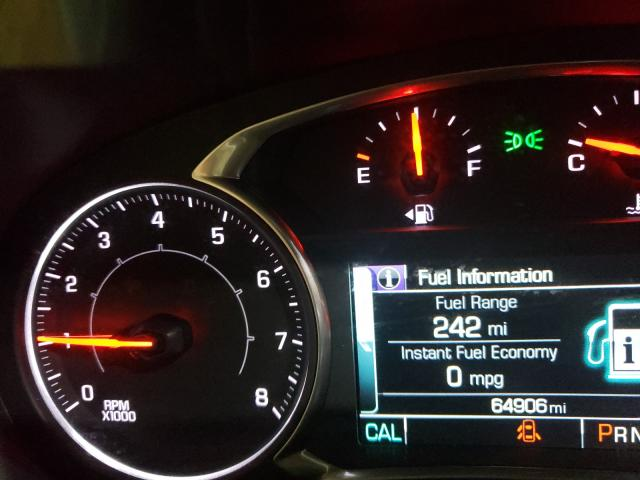 E F
C
0 1 2 3 4 5 6 7 8
RPM
X1000
i Fuel Information
Fuel Range
242 mi
Instant Fuel Economy
0 mpg
i
64906 mi
CAL PRN